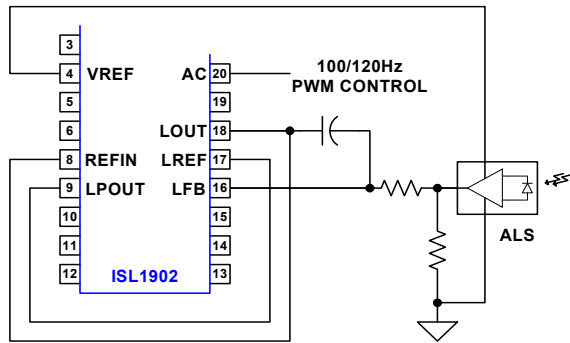 3
4 VREF AC 20
100/120Hz
PWM CONTROL
5 19
6 LOUT 18
8 REFIN LREF 17
9 LPOUT LFB 16
10 15
11 14
12 ISL1902 13
ALS